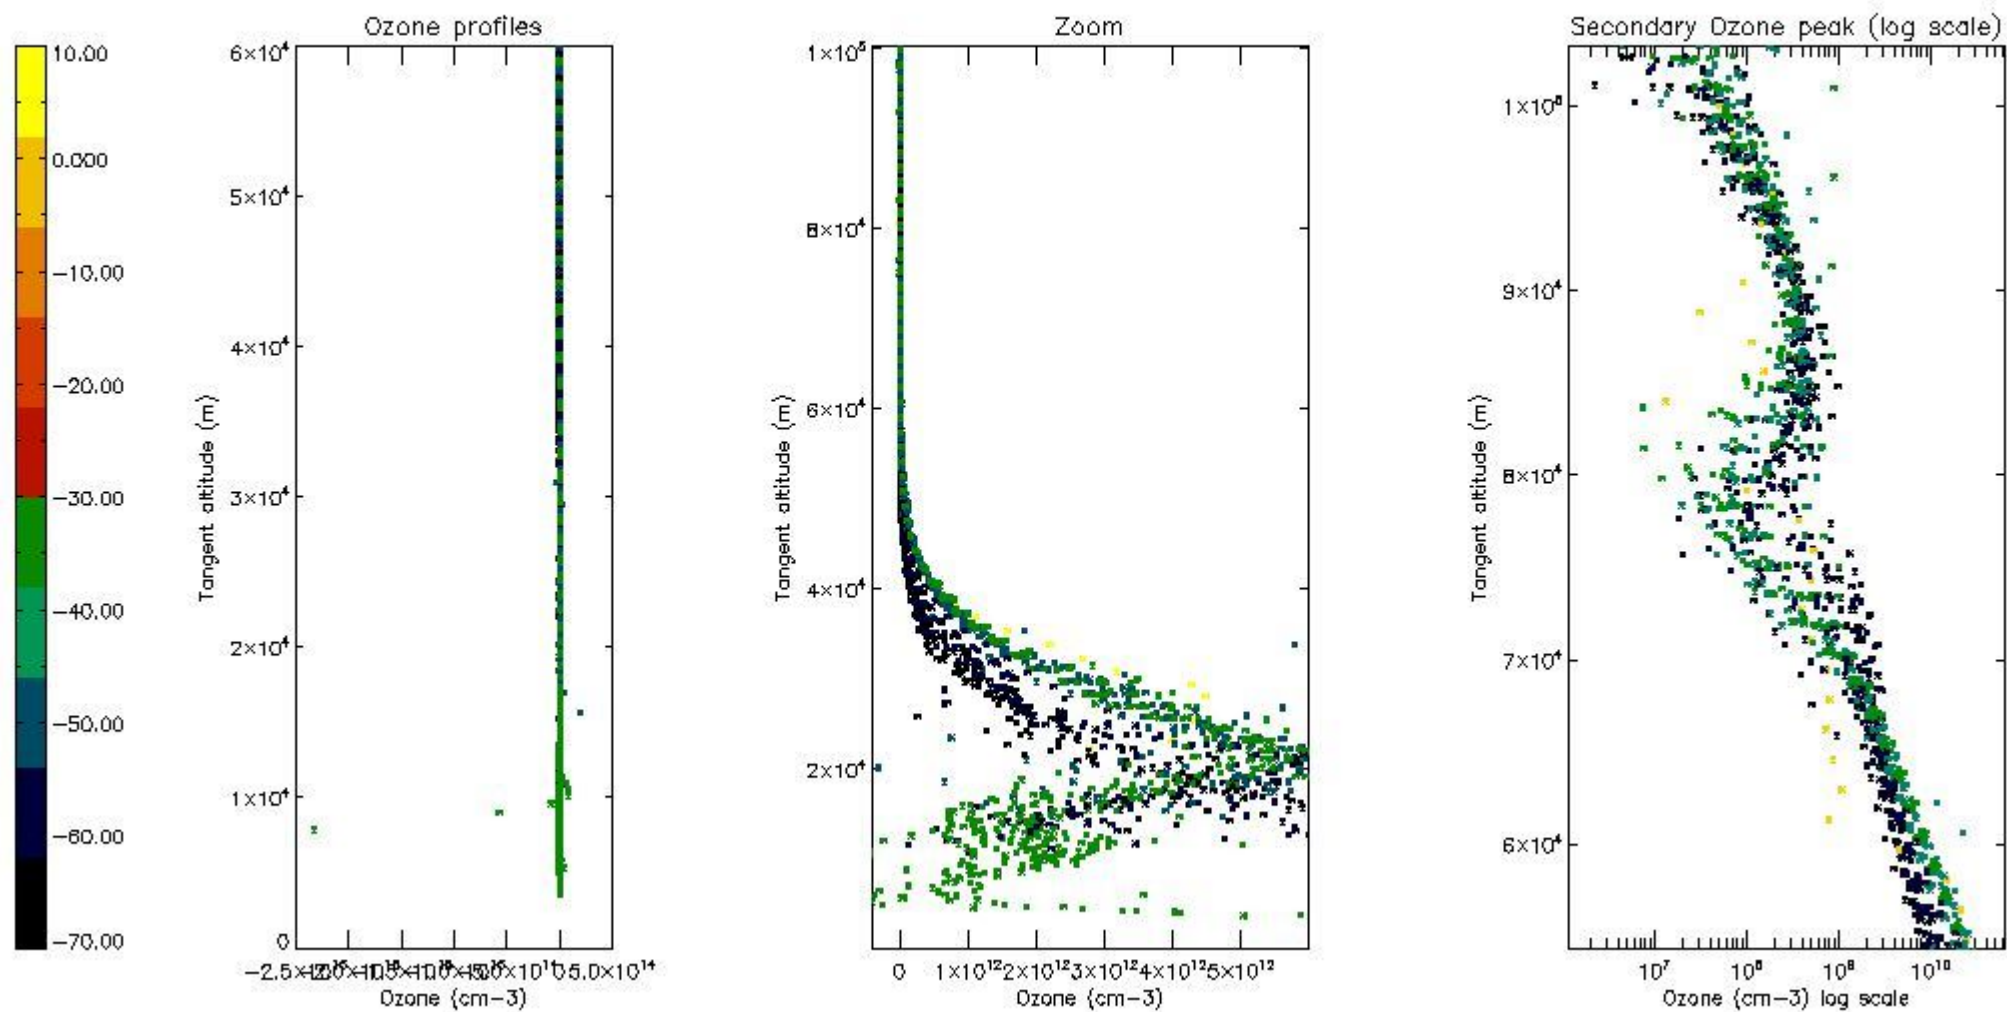 Ozone profiles
Zoom
Secondary Ozone peak (log scale)
10.00
0.000
-10.00
-20.00
-30.00
-40.00
-50.00
-60.00
-70.00
6×10⁴
5×10⁴
4×10⁴
3×10⁴
2×10⁴
1×10⁴
0
Tangent altitude (m)
5.0×10¹⁴
Ozone (cm-3)
1×10⁵
8×10⁴
6×10⁴
4×10⁴
2×10⁴
Tangent altitude (m)
0 1×10¹² 2×10¹² 3×10¹² 4×10¹² 5×10¹²
Ozone (cm-3)
1×10⁵
9×10⁴
8×10⁴
7×10⁴
6×10⁴
Tangent altitude (m)
10⁷ 10⁸ 10⁹ 10¹⁰
Ozone (cm-3) log scale